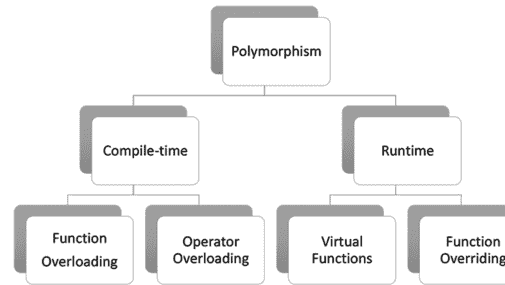 Polymorphism
Compile-time
Runtime
Function
Overloading
Operator
Overloading
Virtual
Functions
Function
Overriding